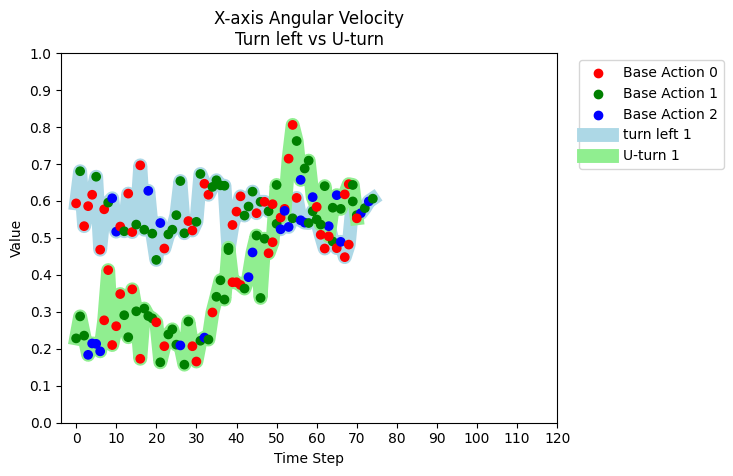 X-axis Angular Velocity
Turn left vs U-turn
1.0
0.9
0.8
0.7
0.6
0.5
0.4
0.3
0.2
0.1
0.0
Value
0 10 20 30 40 50 60 70 80 90 100 110 120
Time Step
Base Action 0
Base Action 1
Base Action 2
turn left 1
U-turn 1